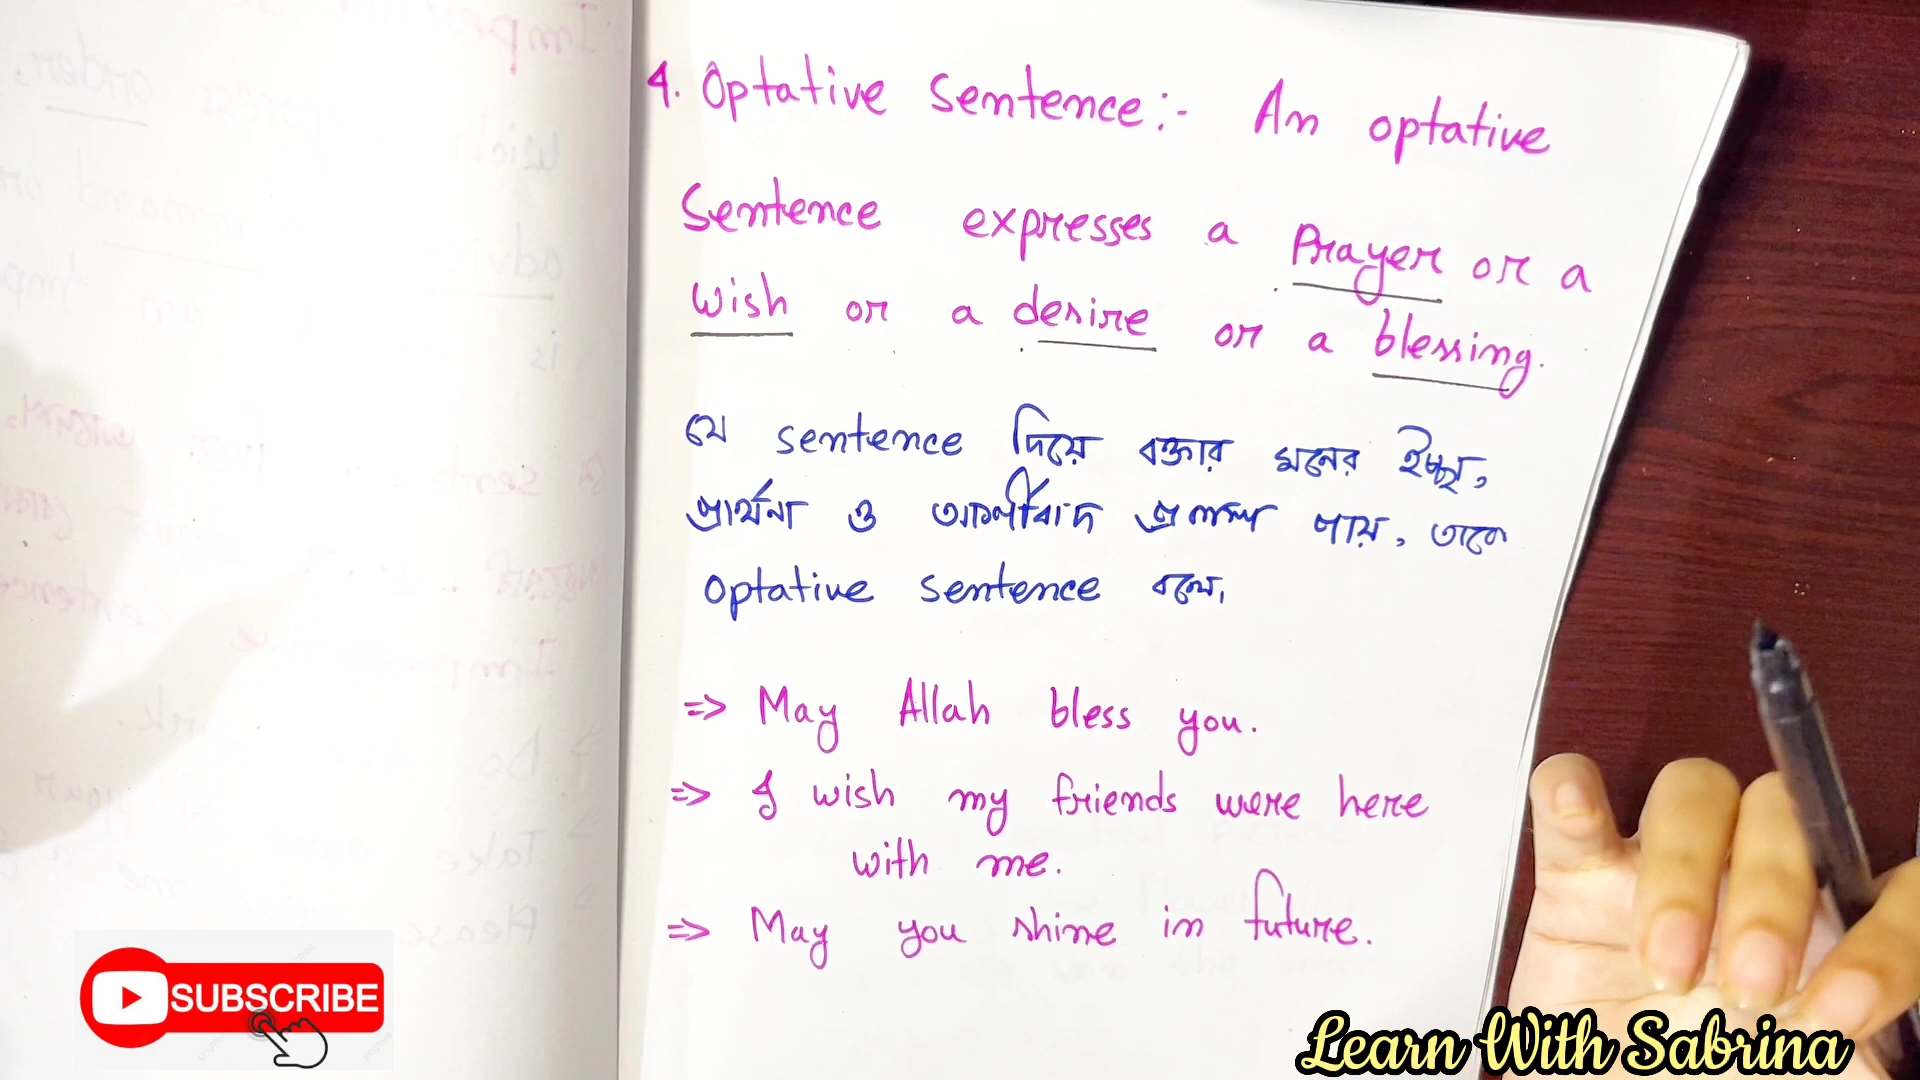 4. Optative Sentence:- An optative
Sentence expresses a Prayer or a
wish or a desire or a blessing.
যে sentence দিয়ে বক্তার মনের ইচ্ছা,
প্রার্থনা ও আশীর্বাদ প্রকাশ পায়, তাকে
optative sentence বলে।
=> May Allah bless you.
=> I wish my friends were here
with me.
=> May you shine in future.
SUBSCRIBE
Learn With Sabrina